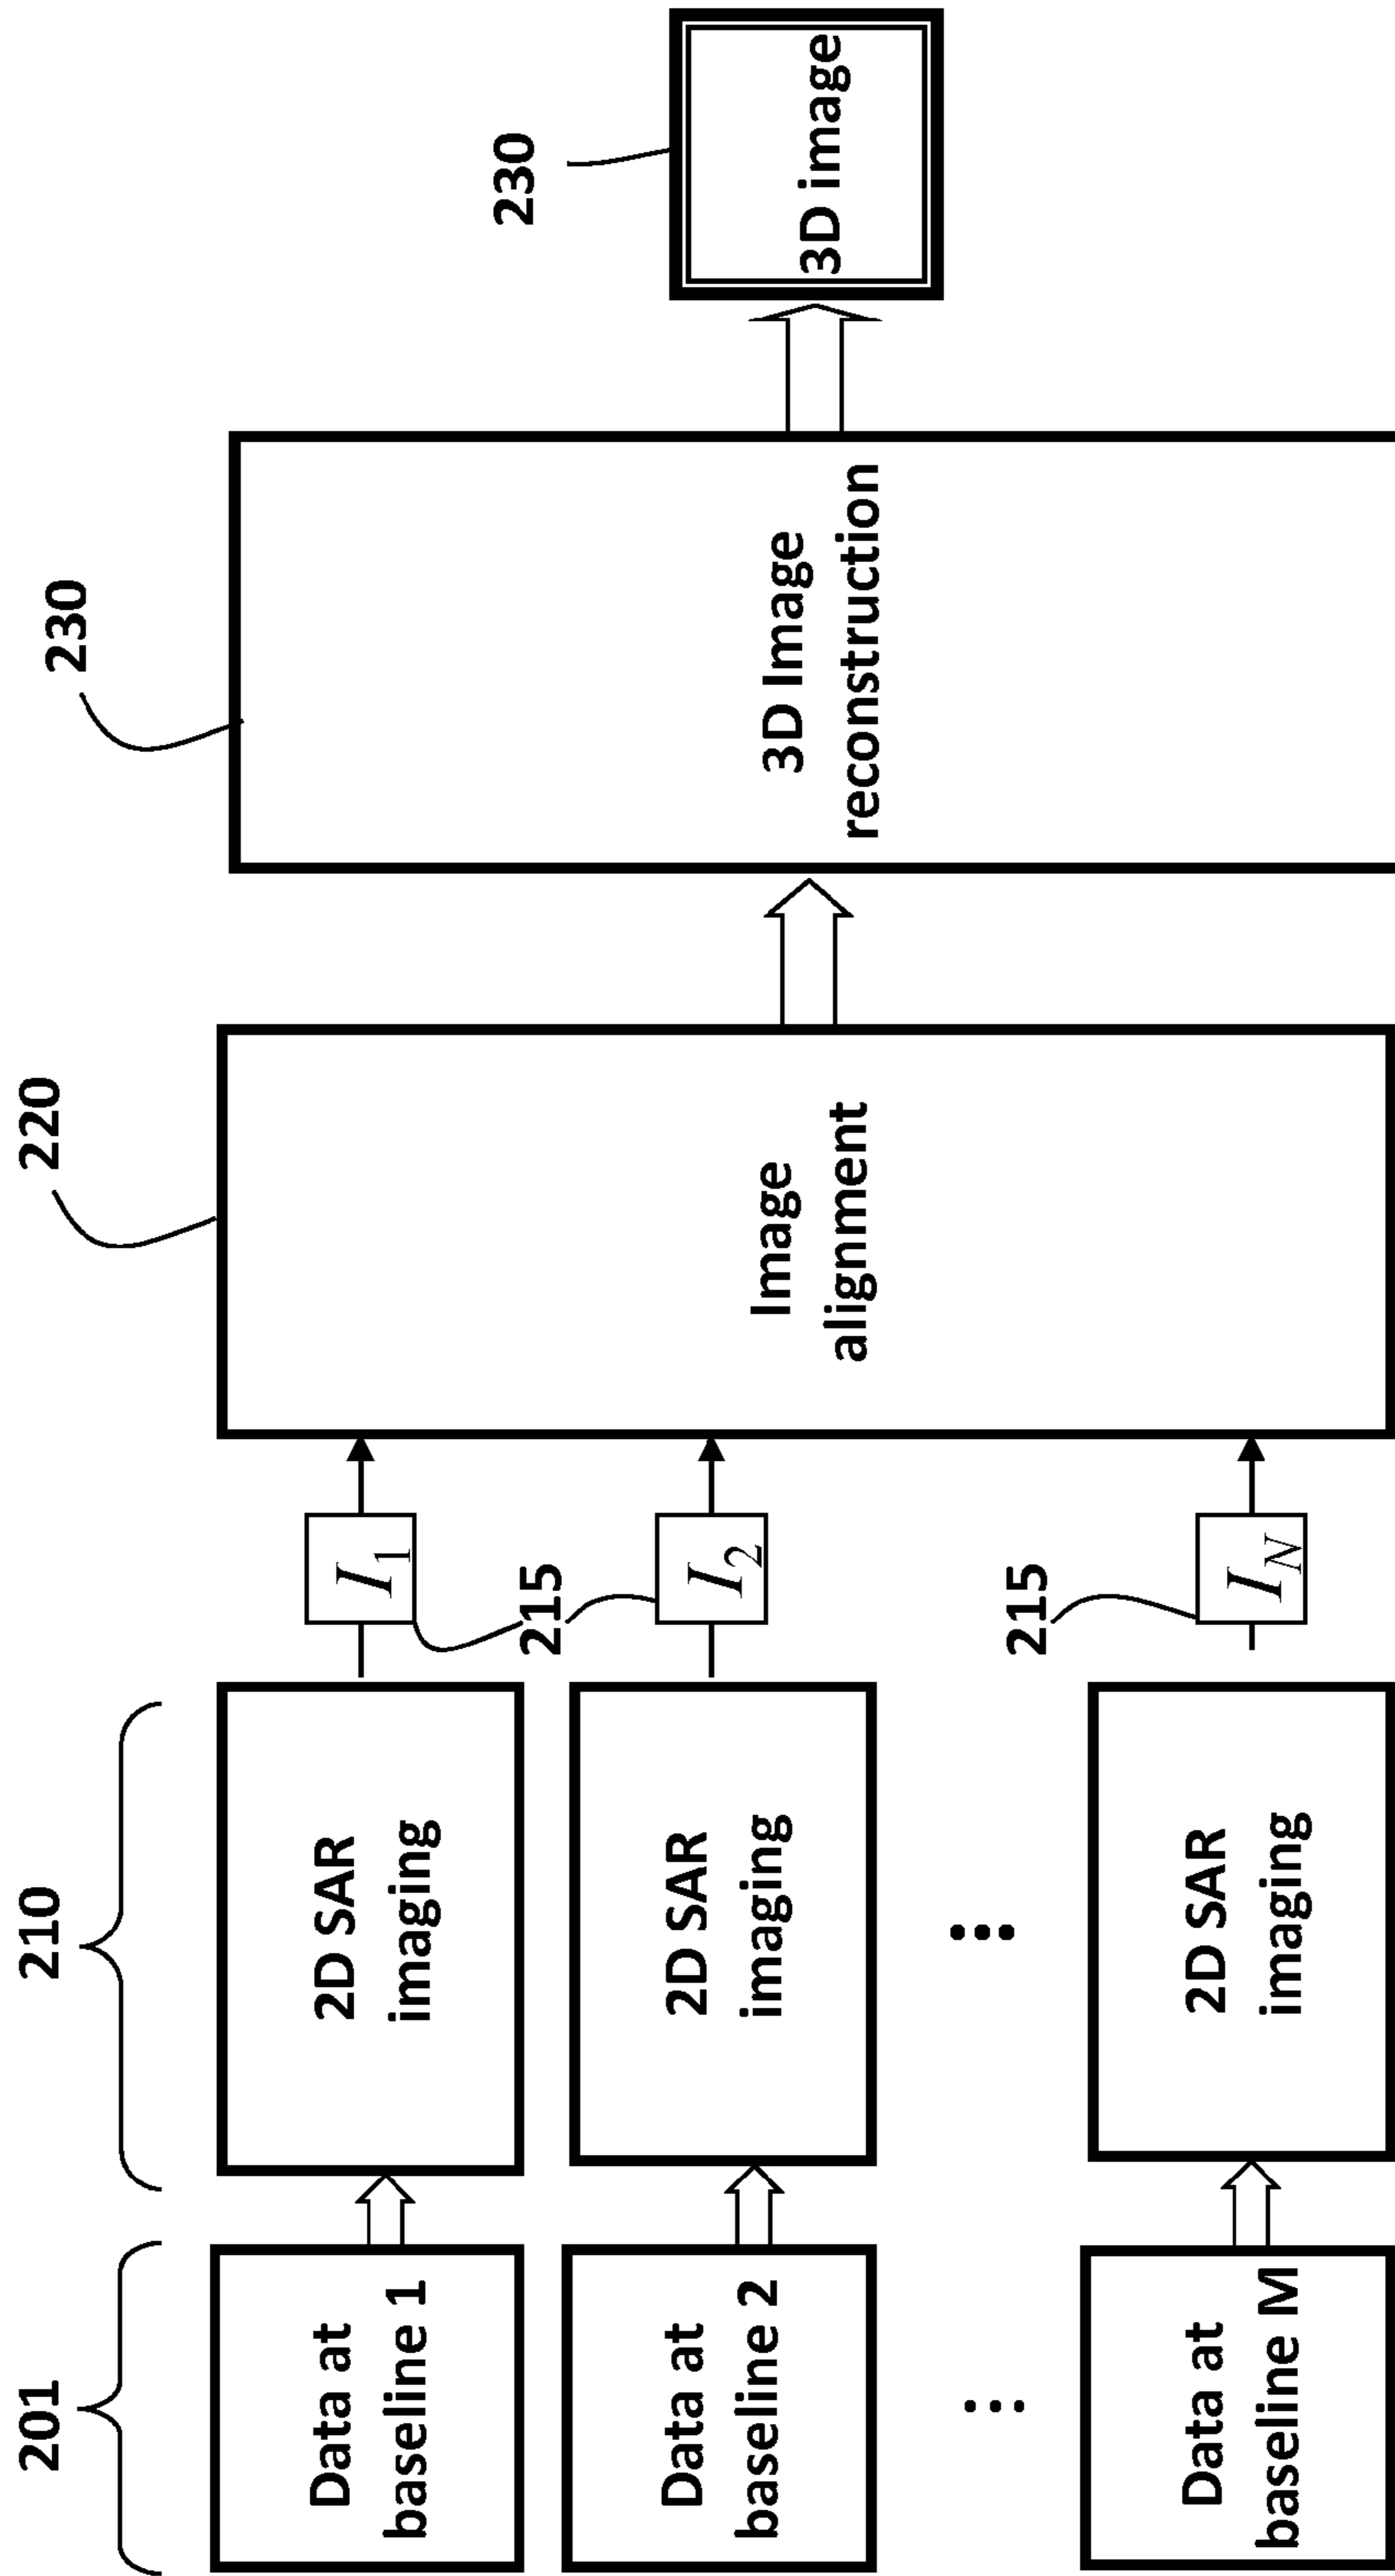 201
210
220
230
230
Data at
baseline 1
2D SAR
imaging
I1
215
Data at
baseline 2
2D SAR
imaging
I2
Image
alignment
3D Image
reconstruction
3D image
...
...
215
Data at
baseline M
2D SAR
imaging
IN